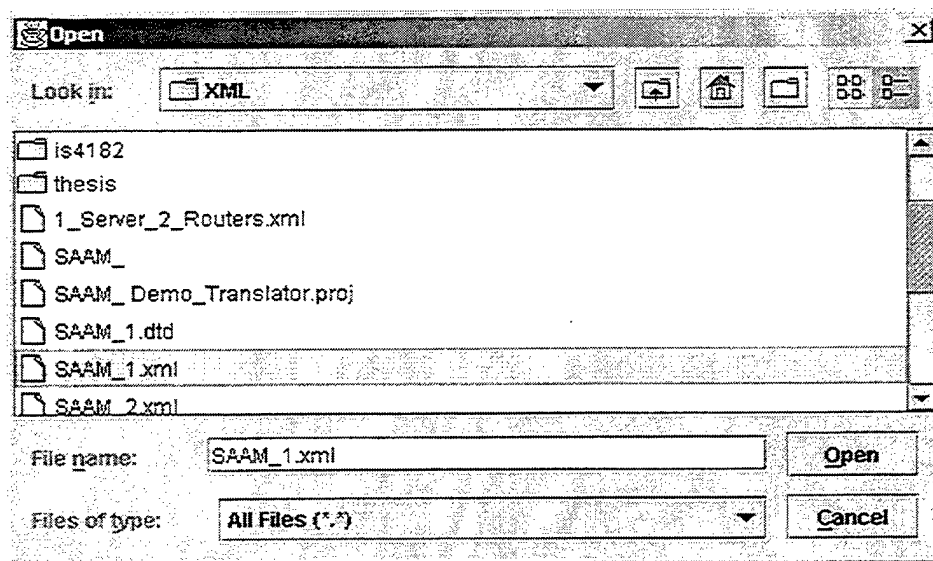 Open
Look in: XML
is4182
thesis
1_Server_2_Routers.xml
SAAM_
SAAM_ Demo_Translator.proj
SAAM_1.dtd
SAAM_1.xml
SAAM_2.xml
File name: SAAM_1.xml Open
Files of type: All Files (*.*) Cancel